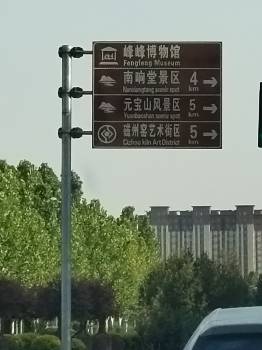 峰峰博物馆
Fengfeng Museum
南响堂景区 4 km
Nanxiangtang scenic spot
元宝山风景区 5 km
Yuanbaoshan scenic spot
磁州窑艺术街区 5 km
Cizhou kiln Art District